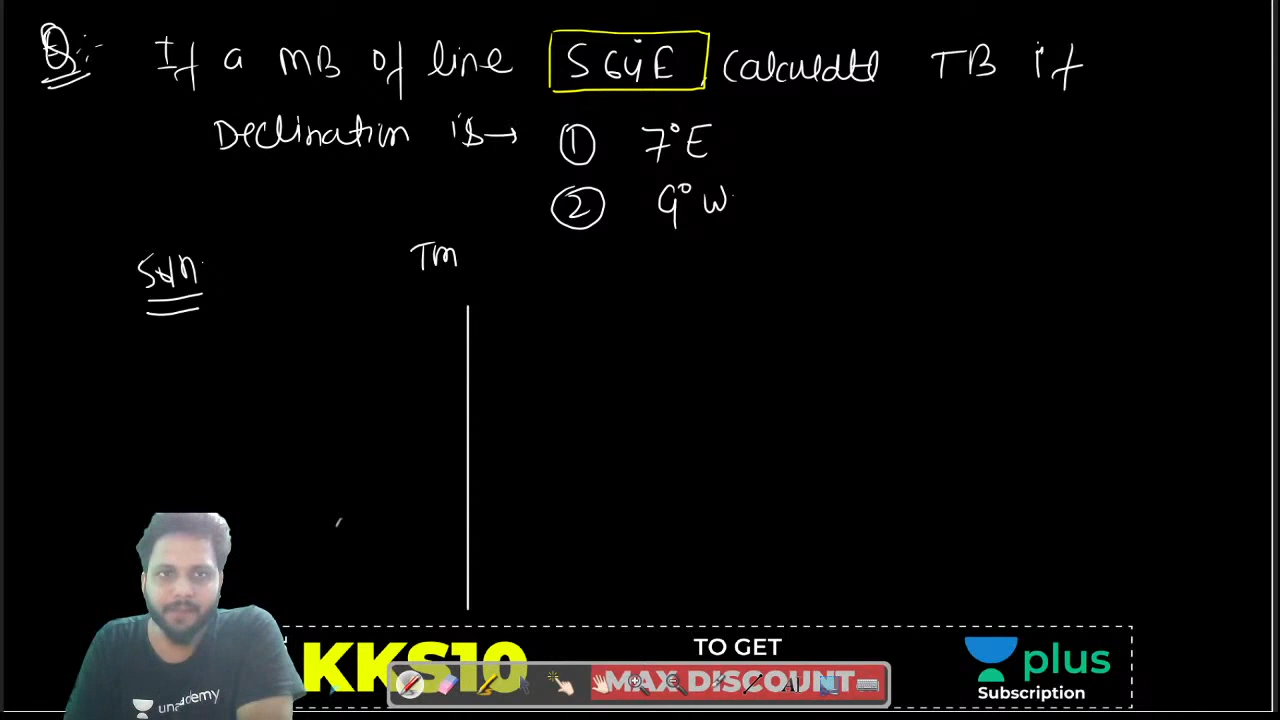 Q:- If a MB of line S 64° E calculate TB if
Declination is → ① 7° E
② 9° W
Soln.
TM
KKS10
TO GET
MAX DISCOUNT
plus
Subscription
unacademy